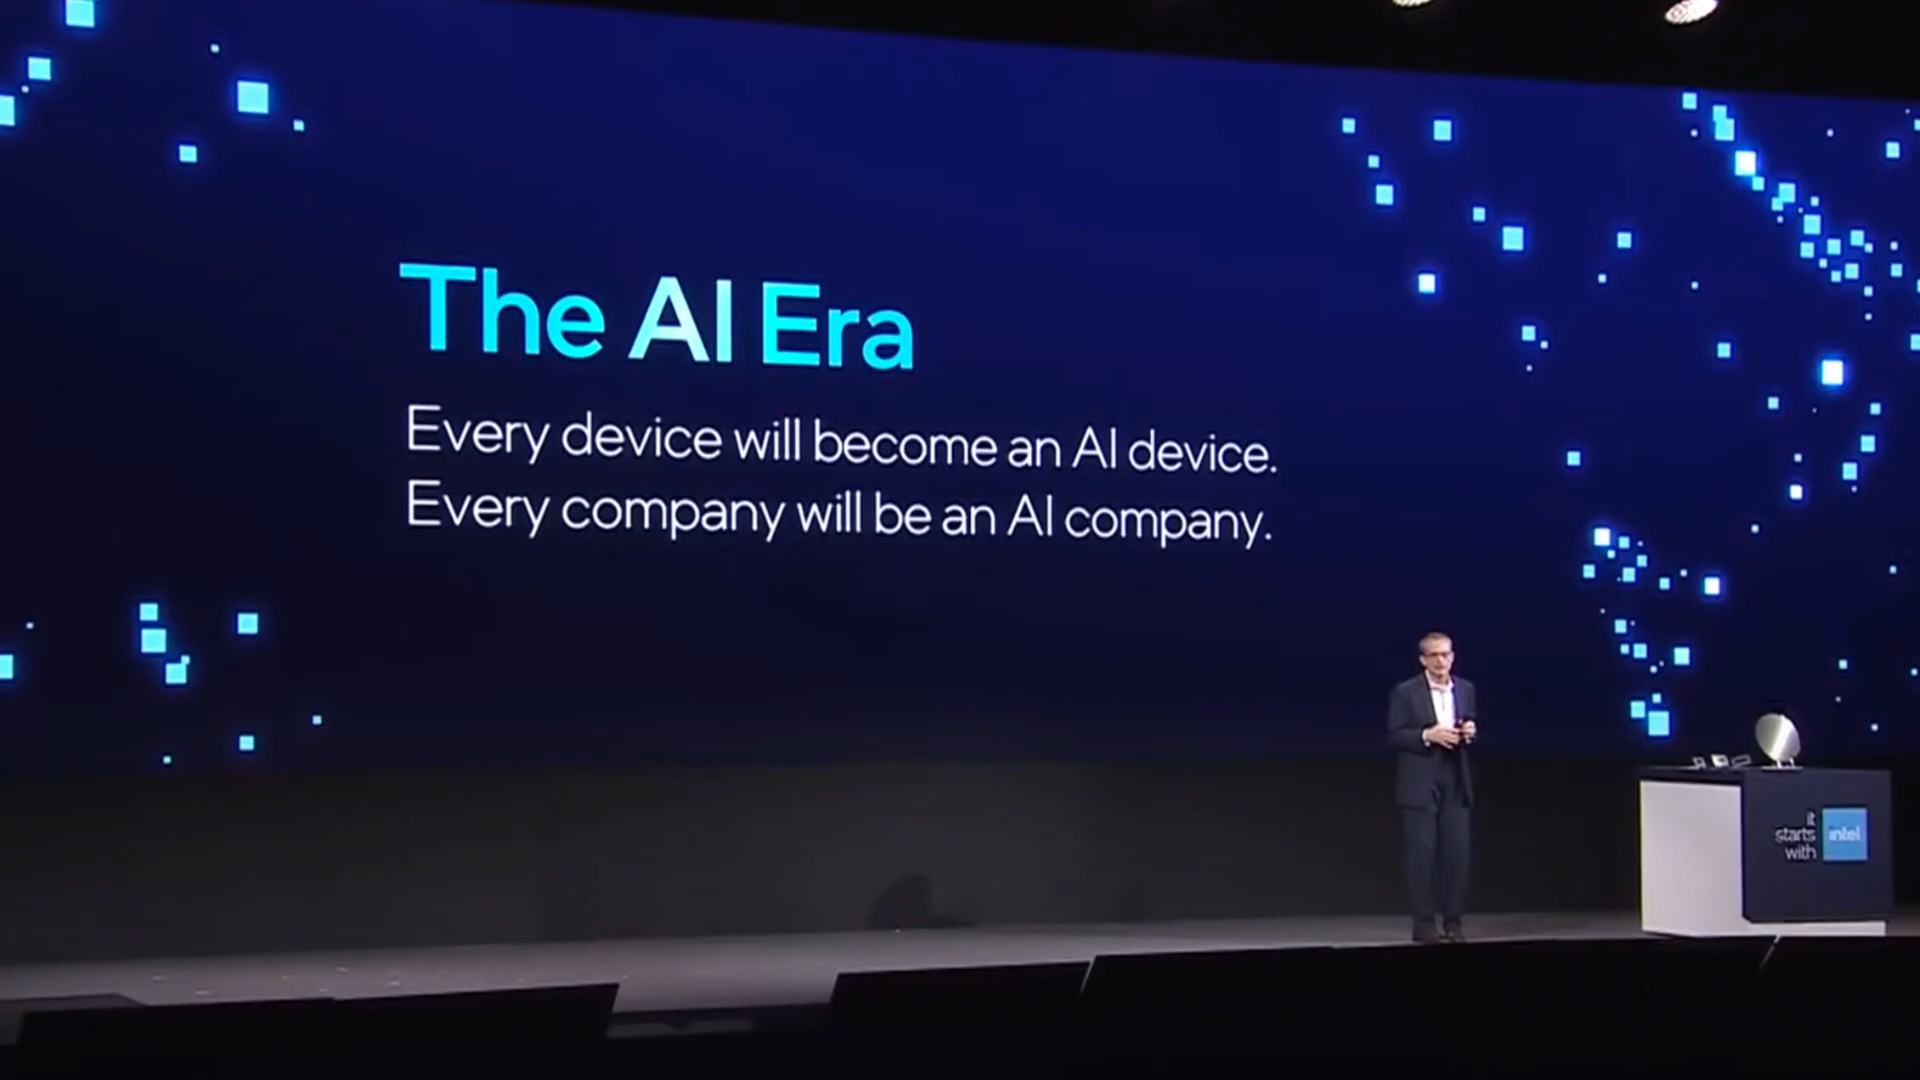 The AI Era
Every device will become an AI device.
Every company will be an AI company.
it
starts
with
intel